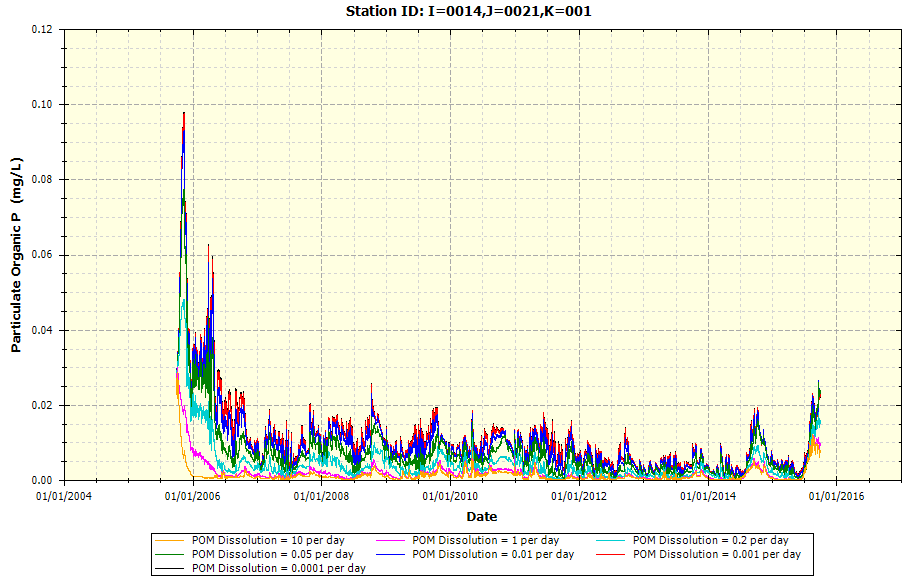 Station ID: I=0014,J=0021,K=001
Particulate Organic P (mg/L)
0.12
0.10
0.08
0.06
0.04
0.02
0.00
01/01/2004 01/01/2006 01/01/2008 01/01/2010 01/01/2012 01/01/2014 01/01/2016
Date
POM Dissolution = 10 per day POM Dissolution = 1 per day POM Dissolution = 0.2 per day
POM Dissolution = 0.05 per day POM Dissolution = 0.01 per day POM Dissolution = 0.001 per day
POM Dissolution = 0.0001 per day